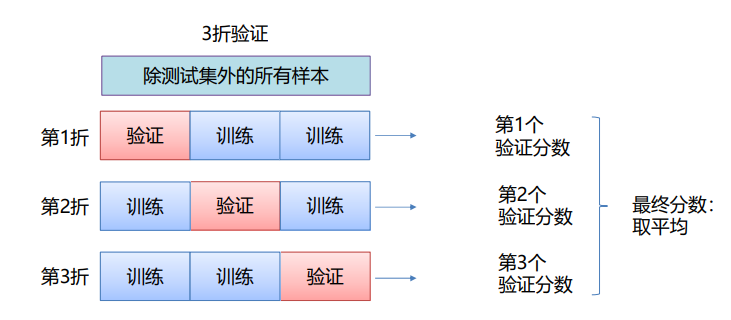 3折验证
除测试集外的所有样本
第1折
验证
训练
训练
第1个
验证分数
第2折
训练
验证
训练
第2个
验证分数
第3折
训练
训练
验证
第3个
验证分数
最终分数：
取平均